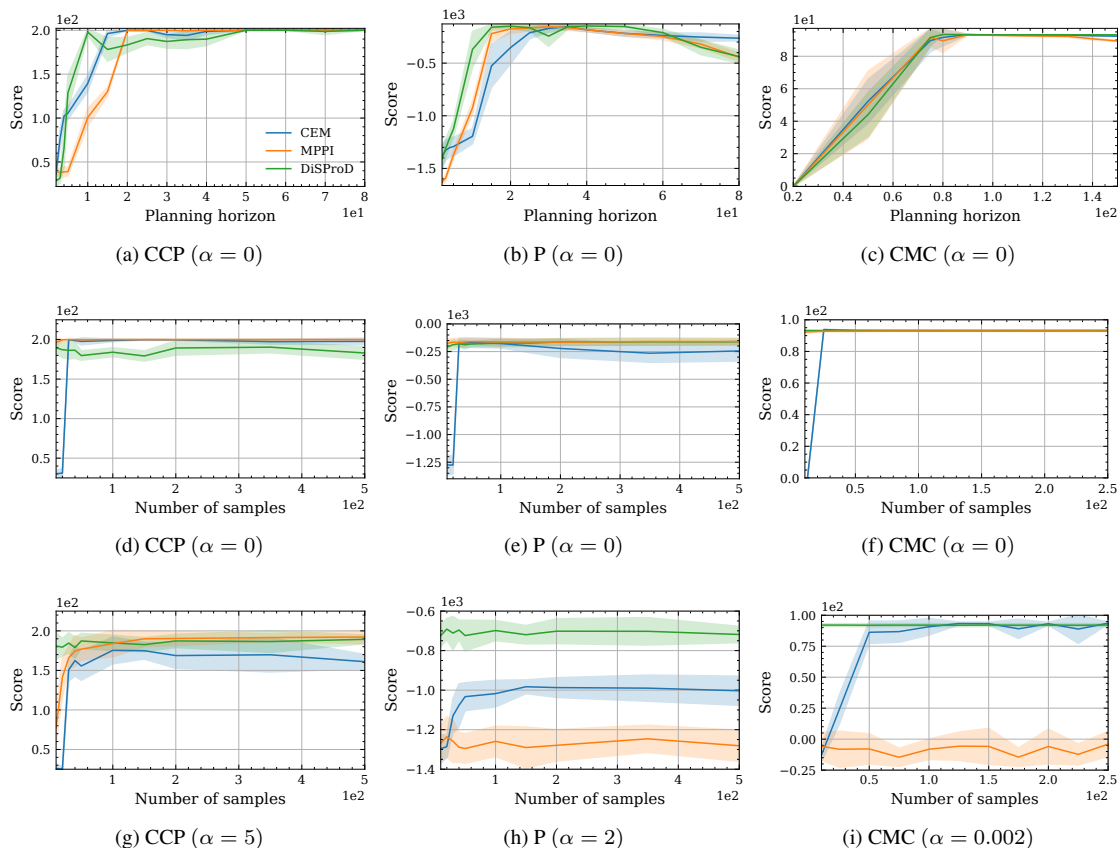 1e2
2.0
1.5
1.0
0.5
Score
CEM
MPPI
DiSProD
1 2 3 4 5 6 7 8
1e1
Planning horizon
(a) CCP (α = 0)
1e3
−0.5
−1.0
−1.5
Score
2 4 6 8
1e1
Planning horizon
(b) P (α = 0)
1e1
8
6
4
2
0
Score
0.2 0.4 0.6 0.8 1.0 1.2 1.4
1e2
Planning horizon
(c) CMC (α = 0)
1e2
2.0
1.5
1.0
0.5
Score
1 2 3 4 5
1e2
Number of samples
(d) CCP (α = 0)
1e3
0.00
−0.25
−0.50
−0.75
−1.00
−1.25
Score
1 2 3 4 5
1e2
Number of samples
(e) P (α = 0)
1e2
1.0
0.8
0.6
0.4
0.2
0.0
Score
0.5 1.0 1.5 2.0 2.5
1e2
Number of samples
(f) CMC (α = 0)
1e2
2.0
1.5
1.0
0.5
Score
1 2 3 4 5
1e2
Number of samples
(g) CCP (α = 5)
1e3
−0.6
−0.8
−1.0
−1.2
−1.4
Score
1 2 3 4 5
1e2
Number of samples
(h) P (α = 2)
1e2
1.00
0.75
0.50
0.25
0.00
−0.25
Score
0.5 1.0 1.5 2.0 2.5
1e2
Number of samples
(i) CMC (α = 0.002)